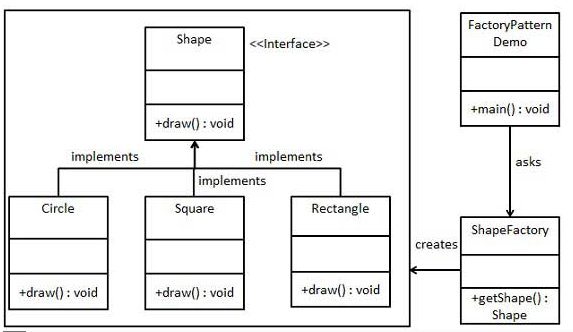 Shape
<<Interface>>
+draw() : void
implements
implements
implements
Circle
+draw() : void
Square
+draw() : void
Rectangle
+draw() : void
FactoryPattern
Demo
+main() : void
asks
ShapeFactory
+getShape() :
Shape
creates